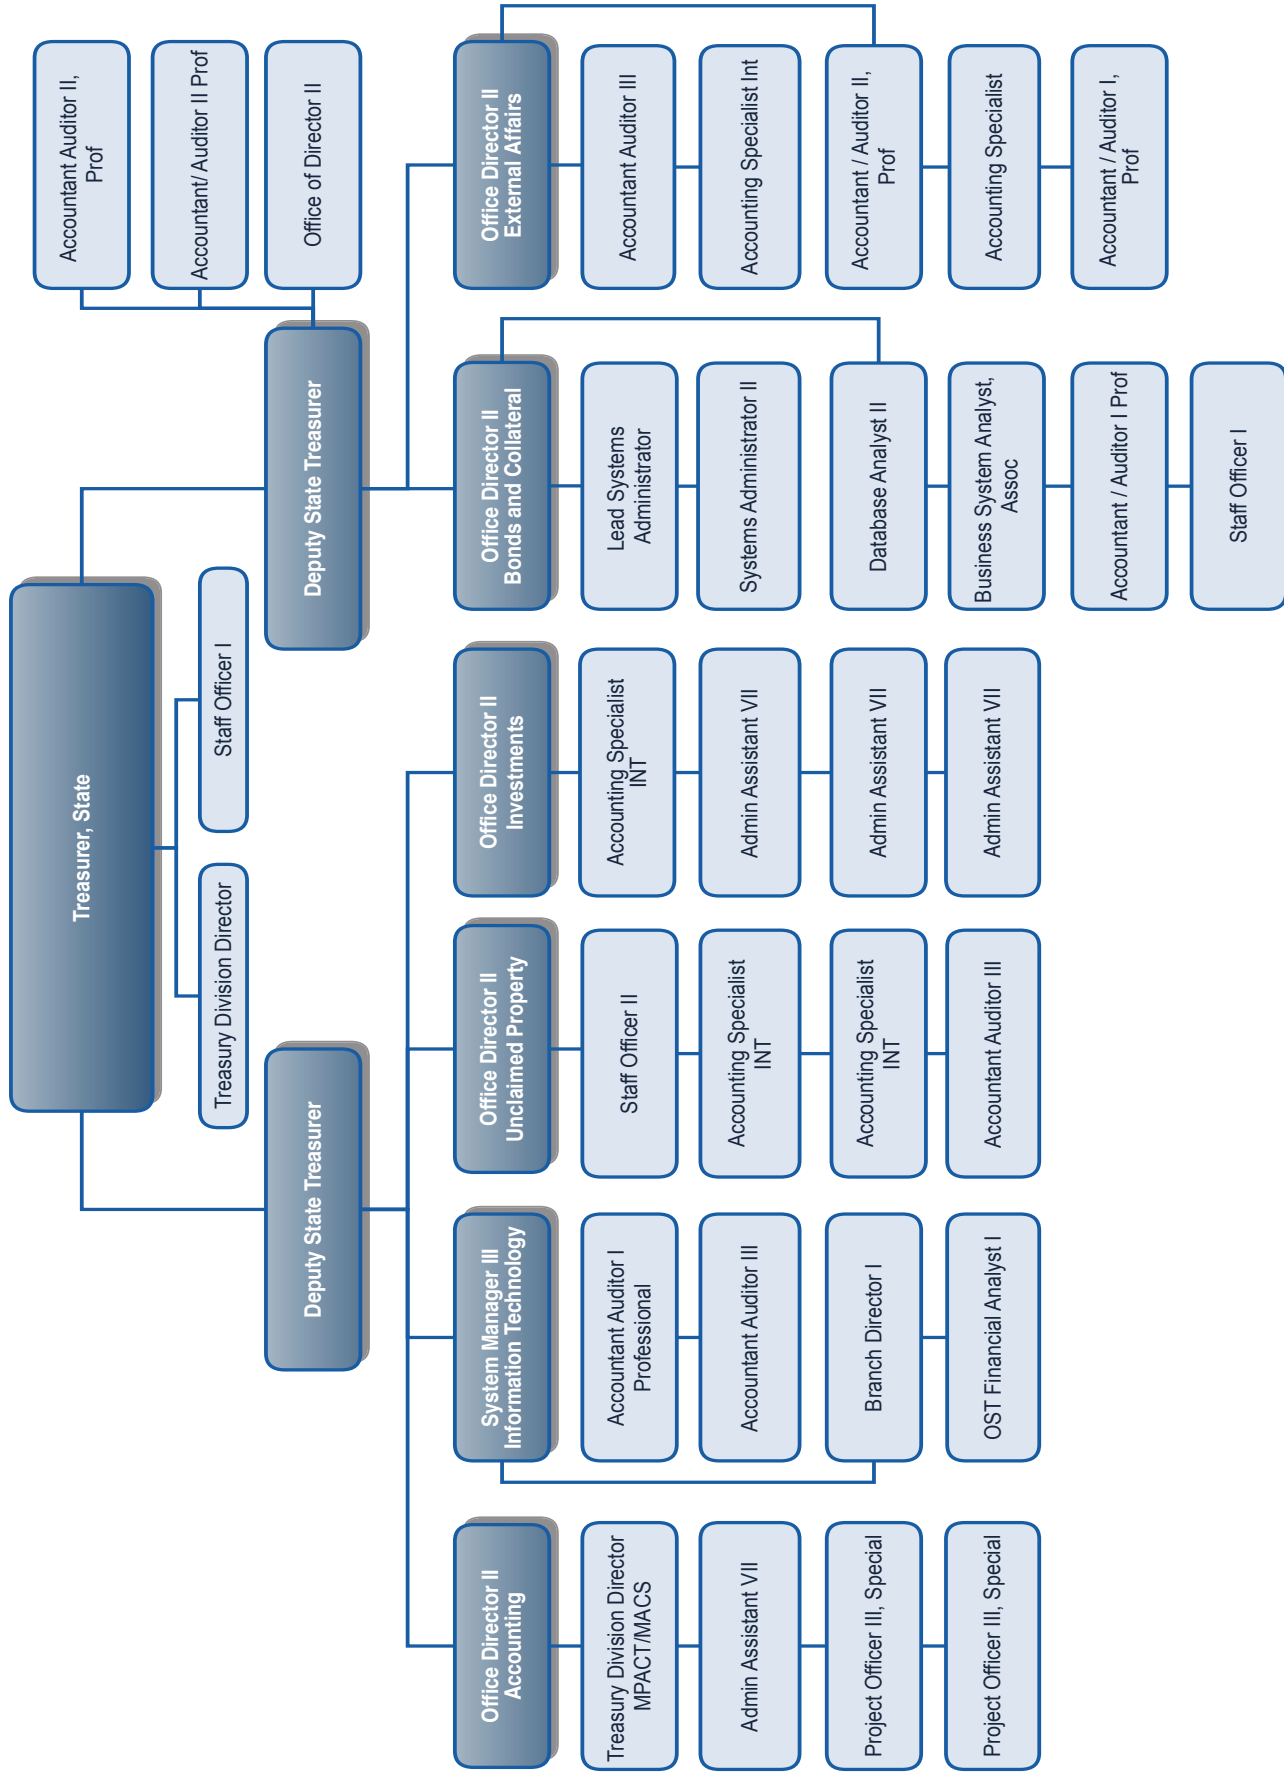 Treasurer, State
Treasury Division Director
Staff Officer I
Deputy State Treasurer
Deputy State Treasurer
Accountant Auditor II,
Prof
Accountant/ Auditor II Prof
Office of Director II
Office Director II
Accounting
Treasury Division Director
MPACT/MACS
Admin Assistant VII
Project Officer III, Special
Project Officer III, Special
System Manager III
Information Technology
Accountant Auditor I
Professional
Accountant Auditor III
Branch Director I
OST Financial Analyst I
Office Director II
Unclaimed Property
Staff Officer II
Accounting Specialist
INT
Accounting Specialist
INT
Accountant Auditor III
Office Director II
Investments
Accounting Specialist
INT
Admin Assistant VII
Admin Assistant VII
Admin Assistant VII
Office Director II
Bonds and Collateral
Lead Systems
Administrator
Systems Administrator II
Database Analyst II
Business System Analyst,
Assoc
Accountant / Auditor I Prof
Staff Officer I
Office Director II
External Affairs
Accountant Auditor III
Accounting Specialist Int
Accountant / Auditor II,
Prof
Accounting Specialist
Accountant / Auditor I,
Prof